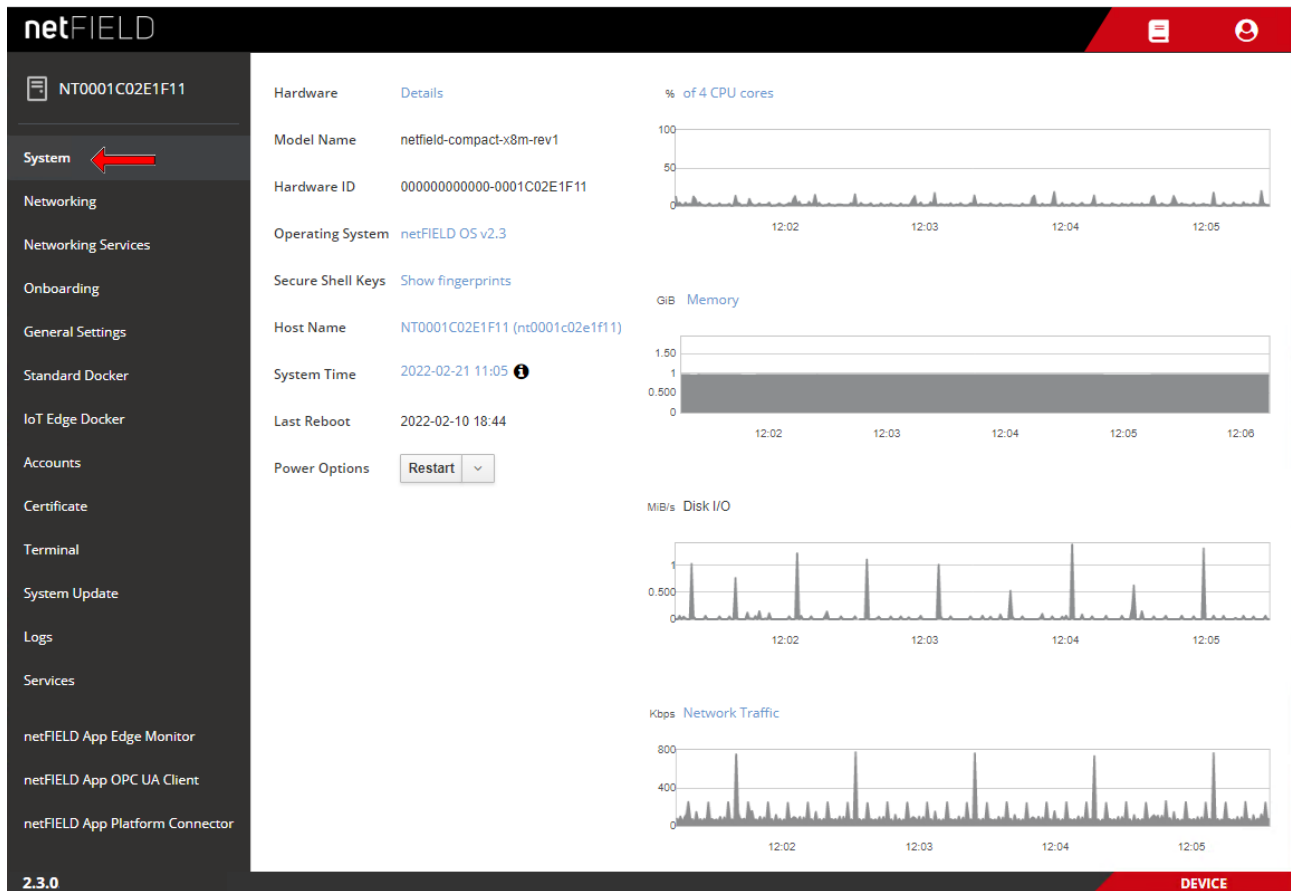 netFIELD
NT0001C02E1F11
System
Networking
Networking Services
Onboarding
General Settings
Standard Docker
IoT Edge Docker
Accounts
Certificate
Terminal
System Update
Logs
Services
netFIELD App Edge Monitor
netFIELD App OPC UA Client
netFIELD App Platform Connector
2.3.0
Hardware Details
Model Name netfield-compact-x8m-rev1
Hardware ID 000000000000-0001C02E1F11
Operating System netFIELD OS v2.3
Secure Shell Keys Show fingerprints
Host Name NT0001C02E1F11 (nt0001c02e1f11)
System Time 2022-02-21 11:05
Last Reboot 2022-02-10 18:44
Power Options Restart
% of 4 CPU cores
100
50
0
12:02 12:03 12:04 12:05
GiB Memory
1.50
1
0.500
0
12:02 12:03 12:04 12:05 12:06
MiB/s Disk I/O
1
0.500
0
12:02 12:03 12:04 12:05
Kbps Network Traffic
800
400
0
12:02 12:03 12:04 12:05
DEVICE